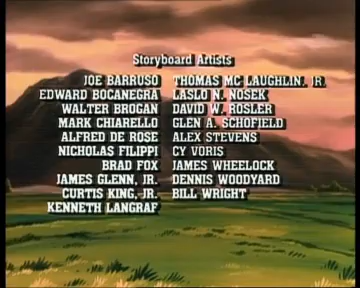 Storyboard Artists
JOE BARRUSO THOMAS MC LAUGHLIN, JR.
EDWARD BOCANEGRA LASLO N. NOSEK
WALTER BROGAN DAVID W. ROSLER
MARK CHIARELLO GLEN A. SCHOFIELD
ALFRED DE ROSE ALEX STEVENS
NICHOLAS FILIPPI CY VORIS
BRAD FOX JAMES WHEELOCK
JAMES GLENN, JR. DENNIS WOODYARD
CURTIS KING, JR. BILL WRIGHT
KENNETH LANGRAF